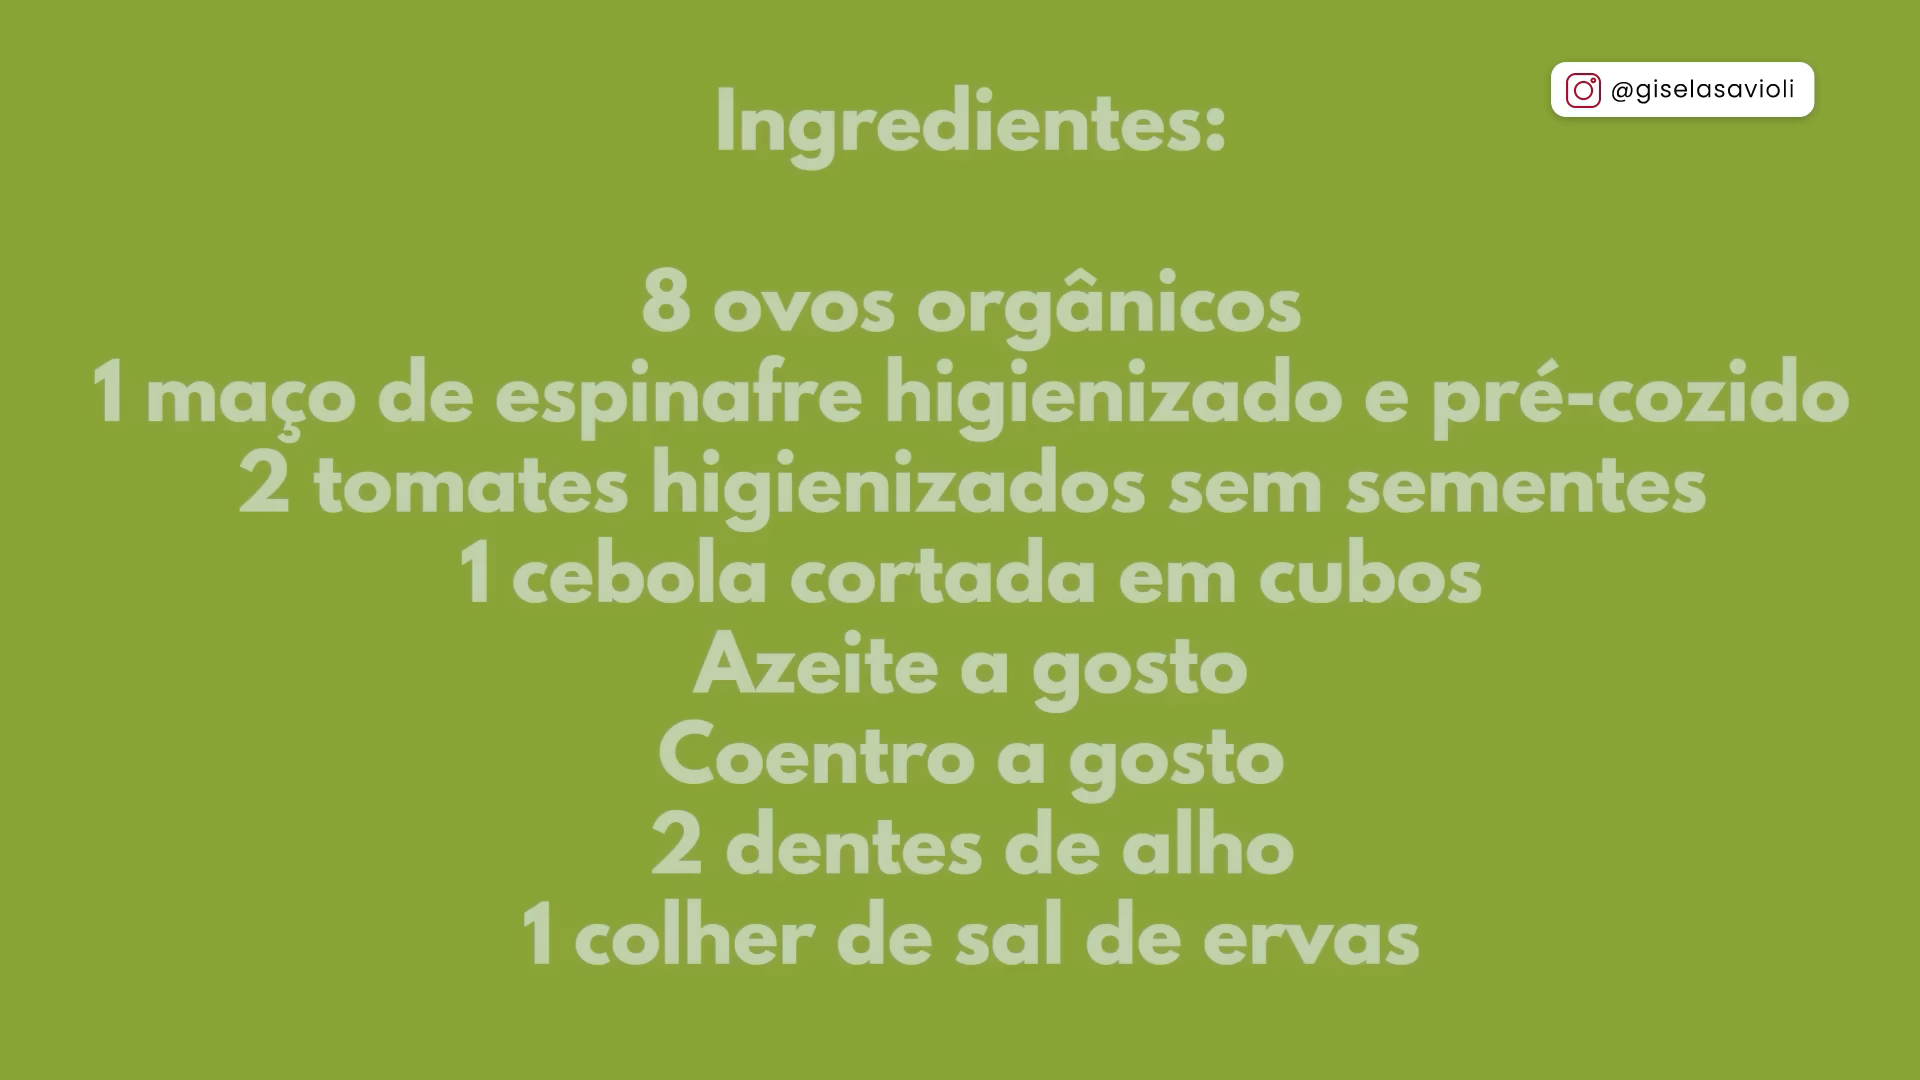 @giselasavioli
Ingredientes:
8 ovos orgânicos
1 maço de espinafre higienizado e pré-cozido
2 tomates higienizados sem sementes
1 cebola cortada em cubos
Azeite a gosto
Coentro a gosto
2 dentes de alho
1 colher de sal de ervas